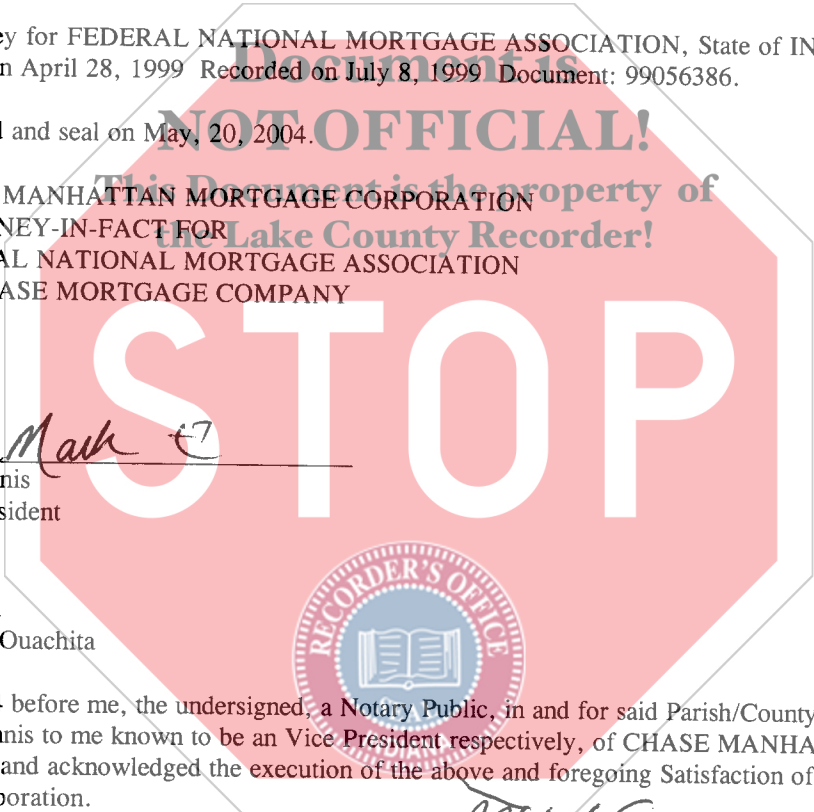 ey for FEDERAL NATIONAL MORTGAGE ASSOCIATION, State of IN
n April 28, 1999 Recorded on July 8, 1999 Document: 99056386.
Document is
NOT OFFICIAL!
This Document is the property of
the Lake County Recorder!
d and seal on May, 20, 2004.
MANHATTAN MORTGAGE CORPORATION
NEY-IN-FACT FOR
AL NATIONAL MORTGAGE ASSOCIATION
ASE MORTGAGE COMPANY
STOP
Mark
nis
sident
RECORDER'S OFFICE
Ouachita
before me, the undersigned, a Notary Public, in and for said Parish/County
nnis to me known to be an Vice President respectively, of CHASE MANHA
and acknowledged the execution of the above and foregoing Satisfaction of
poration.